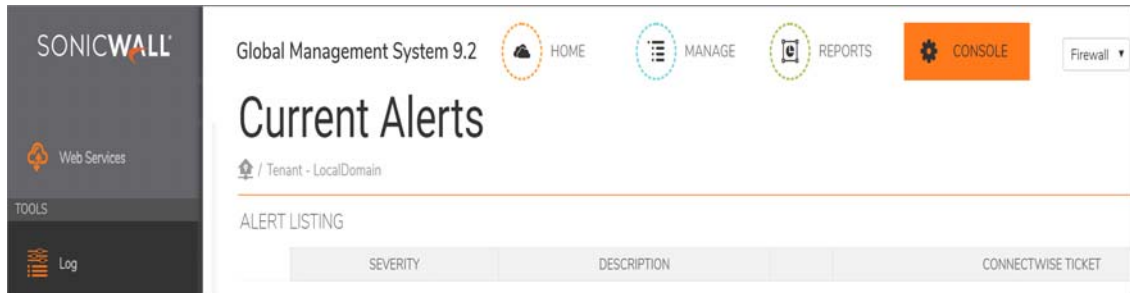 SONICWALL
Global Management System 9.2
HOME
MANAGE
REPORTS
CONSOLE
Firewall
Current Alerts
/ Tenant - LocalDomain
Web Services
TOOLS
Log
ALERT LISTING
SEVERITY
DESCRIPTION
CONNECTWISE TICKET